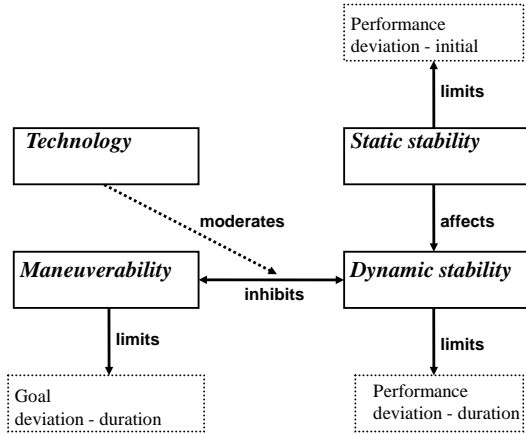 Performance
deviation - initial
limits
Technology
Static stability
moderates
affects
Maneuverability
Dynamic stability
inhibits
limits
limits
Goal
deviation - duration
Performance
deviation - duration